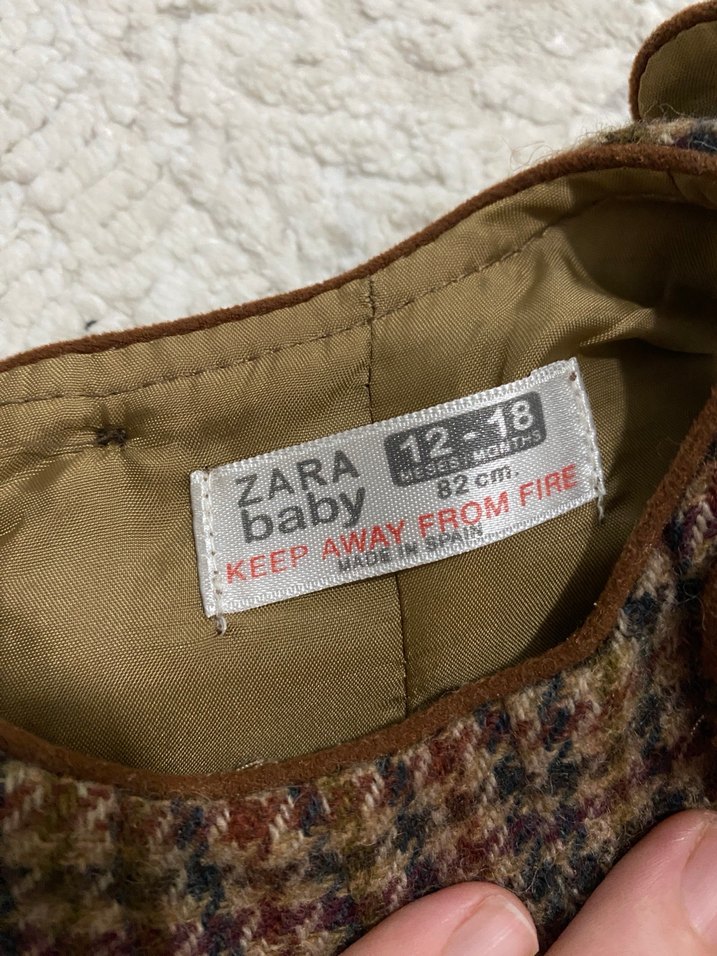 ZARA
baby
12 - 18
MESES. MONTHS
82 cm.
KEEP AWAY FROM FIRE
MADE IN SPAIN